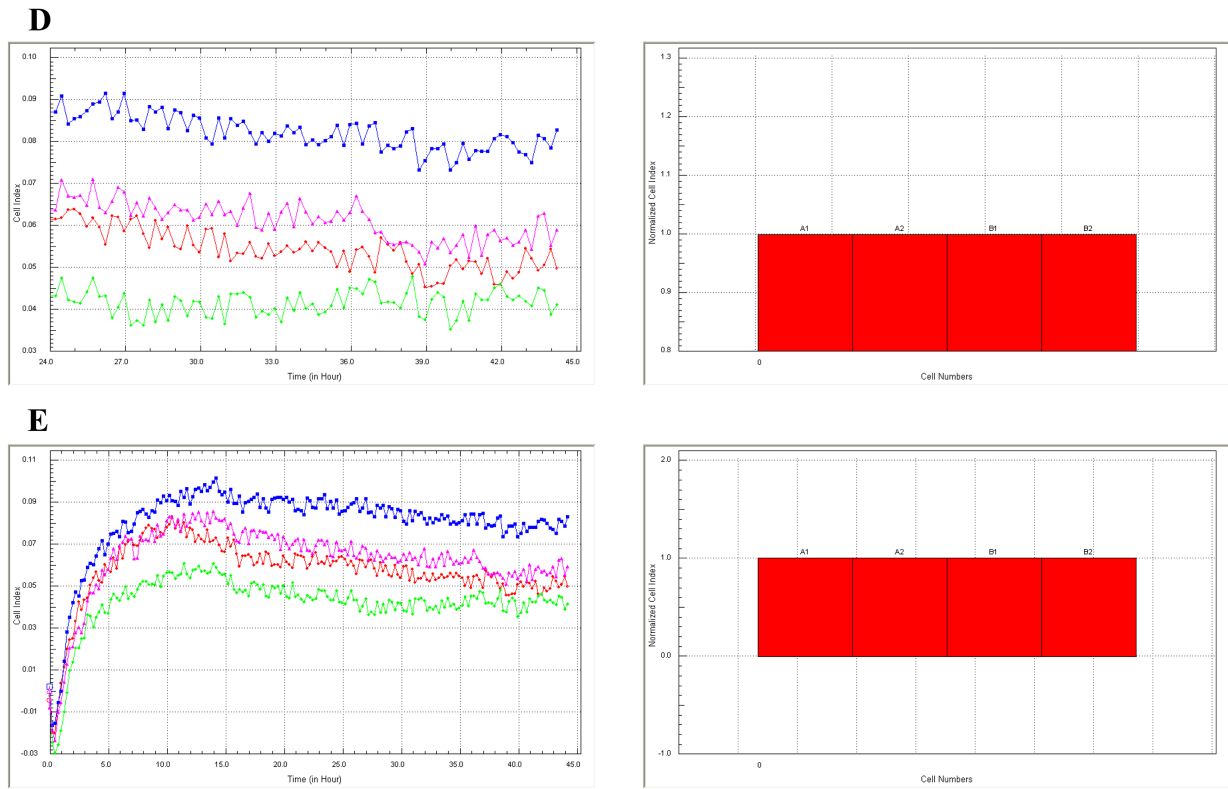 D
0.10
0.09
0.08
0.07
0.06
0.05
0.04
0.03
Cell Index
24.0 27.0 30.0 33.0 36.0 39.0 42.0 45.0
Time (in Hour)
1.3
1.2
1.1
1.0
0.9
0.8
Normalized Cell Index
A1 A2 B1 B2
0
Cell Numbers
E
0.11
0.09
0.07
0.05
0.03
0.01
-0.01
-0.03
Cell Index
0.0 5.0 10.0 15.0 20.0 25.0 30.0 35.0 40.0 45.0
Time (in Hour)
2.0
1.0
0.0
-1.0
Normalized Cell Index
A1 A2 B1 B2
0
Cell Numbers